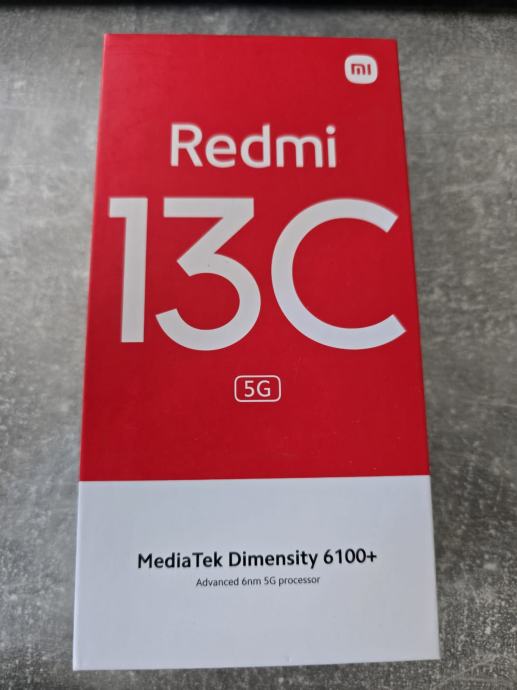 mi
Redmi
13C
5G
MediaTek Dimensity 6100+
Advanced 6nm 5G processor